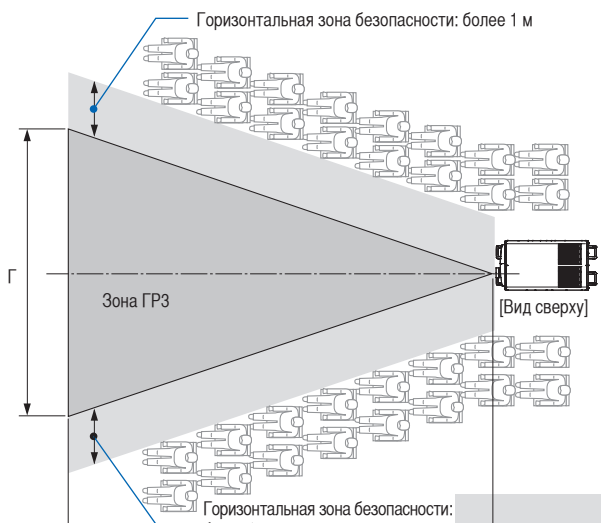 Горизонтальная зона безопасности: более 1 м
Г
Зона ГРЗ
[Вид сверху]
Горизонтальная зона безопасности: